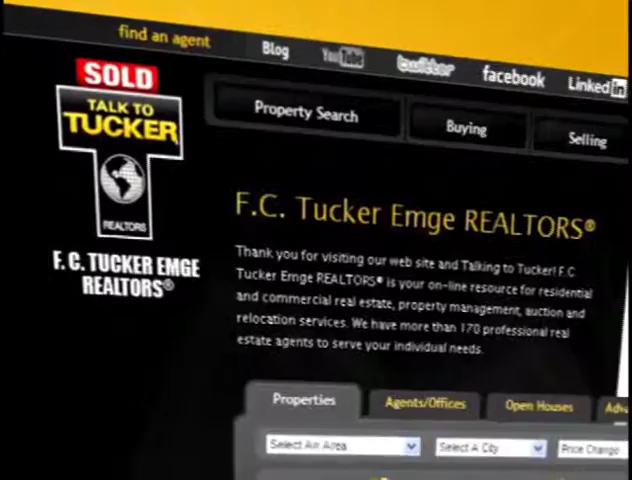 find an agent Blog YouTube twitter facebook Linked in
SOLD
TALK TO
TUCKER
REALTORS
F. C. TUCKER EMGE
REALTORS®
Property Search Buying Selling
F.C. Tucker Emge REALTORS®
Thank you for visiting our web site and Talking to Tucker! F.C.
Tucker Emge REALTORS® is your on-line resource for residential
and commercial real estate, property management, auction and
relocation services. We have more than 170 professional real
estate agents to serve your individual needs.
Properties Agents/Offices Open Houses
Select An Area Select A City Price